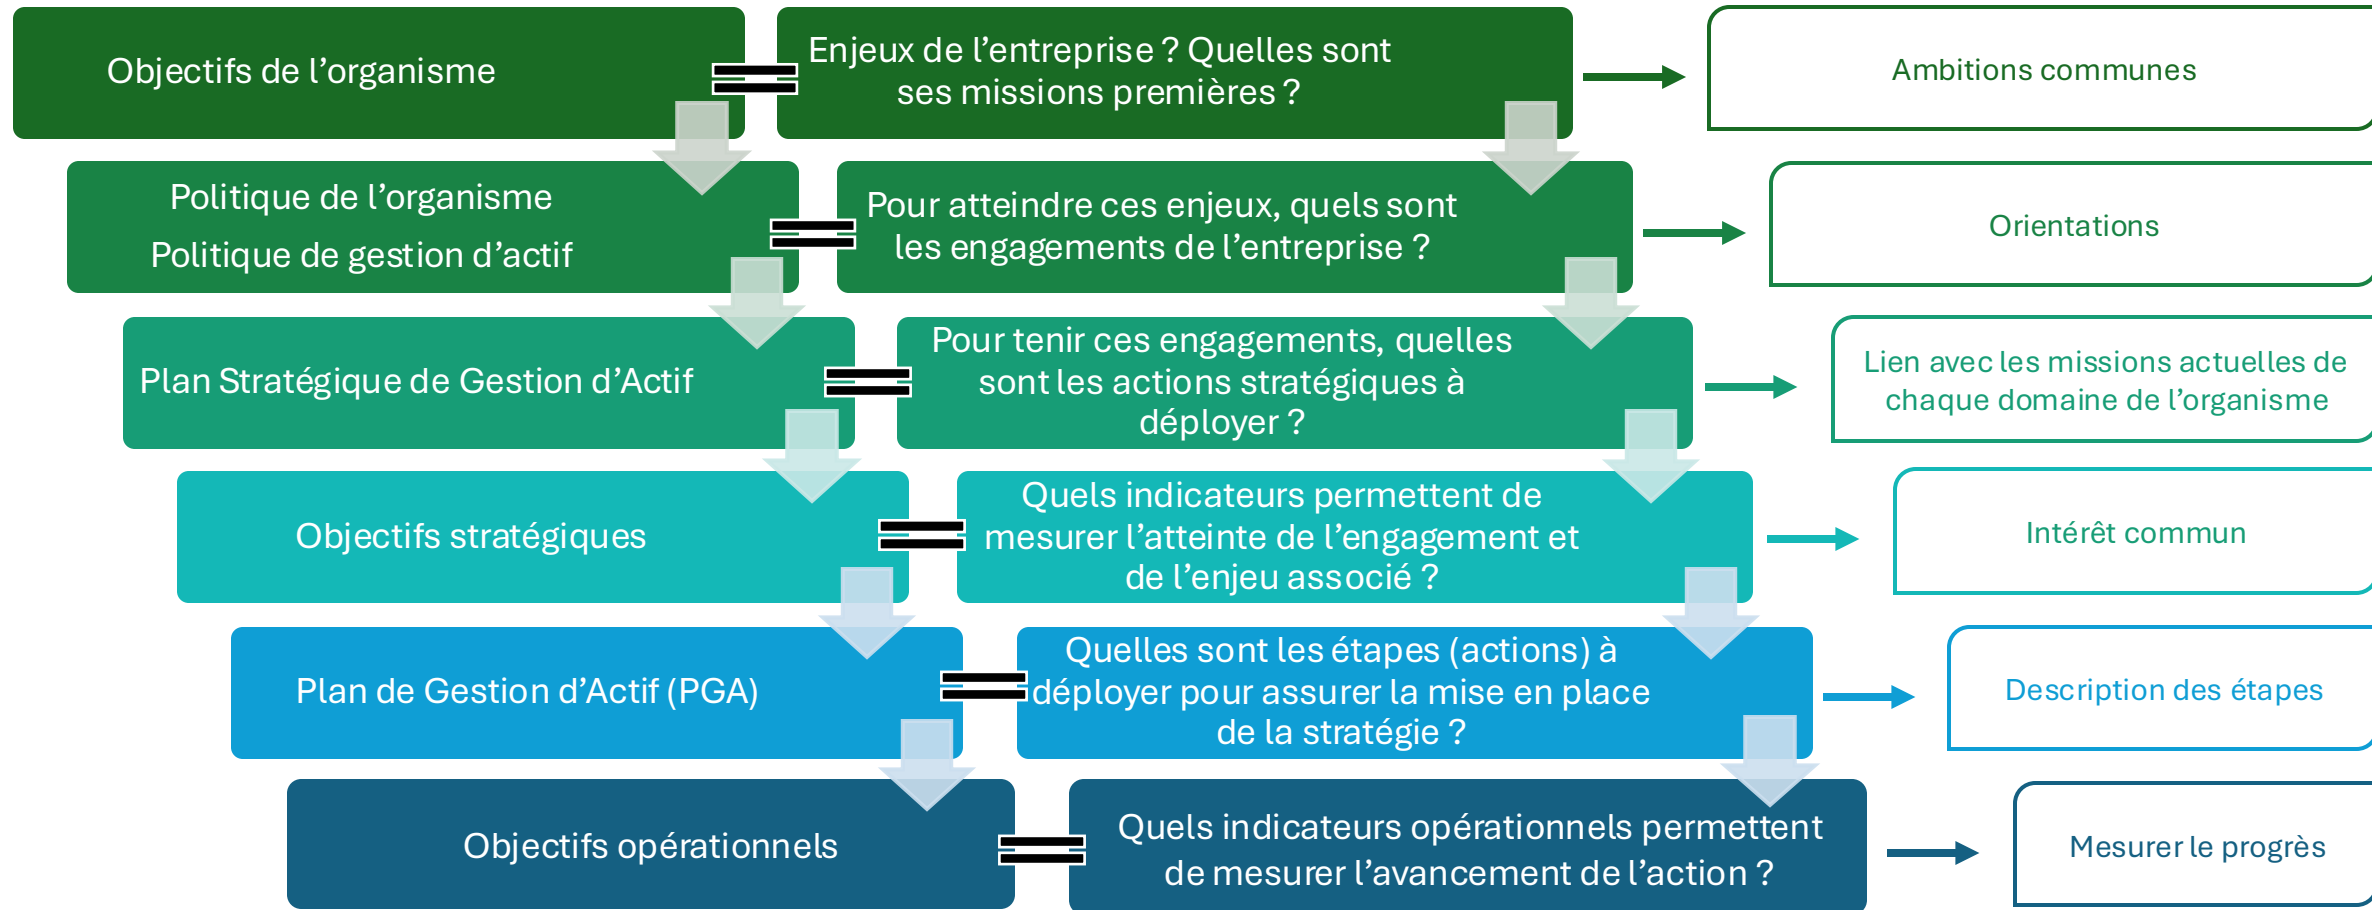 Objectifs de l’organisme
Enjeux de l’entreprise ? Quelles sont
ses missions premières ?
Ambitions communes
Politique de l’organisme
Politique de gestion d’actif
Pour atteindre ces enjeux, quels sont
les engagements de l’entreprise ?
Orientations
Plan Stratégique de Gestion d’Actif
Pour tenir ces engagements, quelles
sont les actions stratégiques à
déployer ?
Lien avec les missions actuelles de
chaque domaine de l’organisme
Objectifs stratégiques
Quels indicateurs permettent de
mesurer l’atteinte de l’engagement et
de l’enjeu associé ?
Intérêt commun
Plan de Gestion d’Actif (PGA)
Quelles sont les étapes (actions) à
déployer pour assurer la mise en place
de la stratégie ?
Description des étapes
Objectifs opérationnels
Quels indicateurs opérationnels permettent
de mesurer l’avancement de l’action ?
Mesurer le progrès